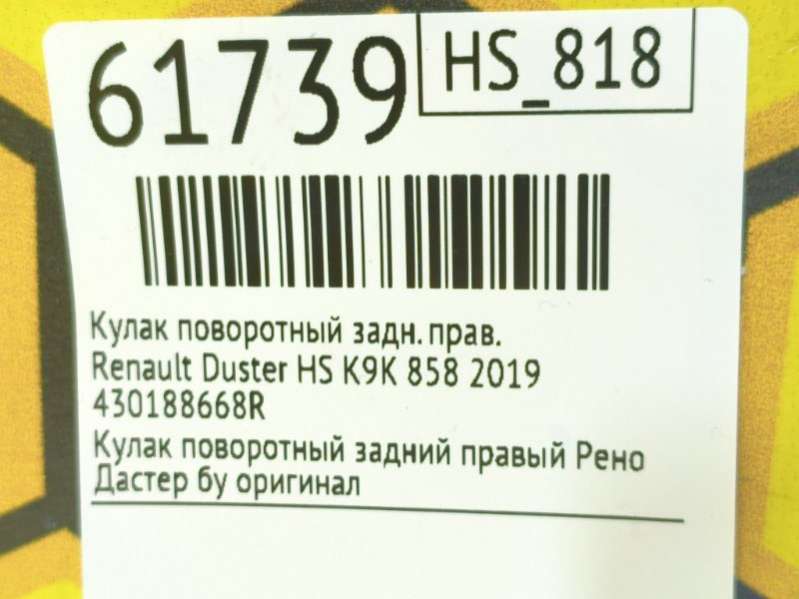 61739
HS_818
Кулак поворотный задн. прав.
Renault Duster HS K9K 858 2019
430188668R
Кулак поворотный задний правый Рено
Дастер бу оригинал